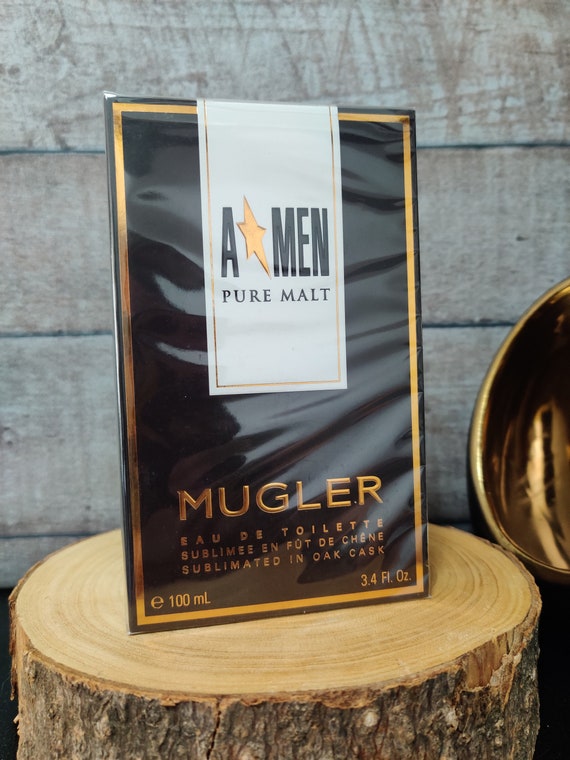 A★MEN
PURE MALT
MUGLER
EAU DE TOILETTE
SUBLIMEE EN FÛT DE CHÊNE
SUBLIMATED IN OAK CASK
℮ 100 mL 3.4 Fl. Oz.